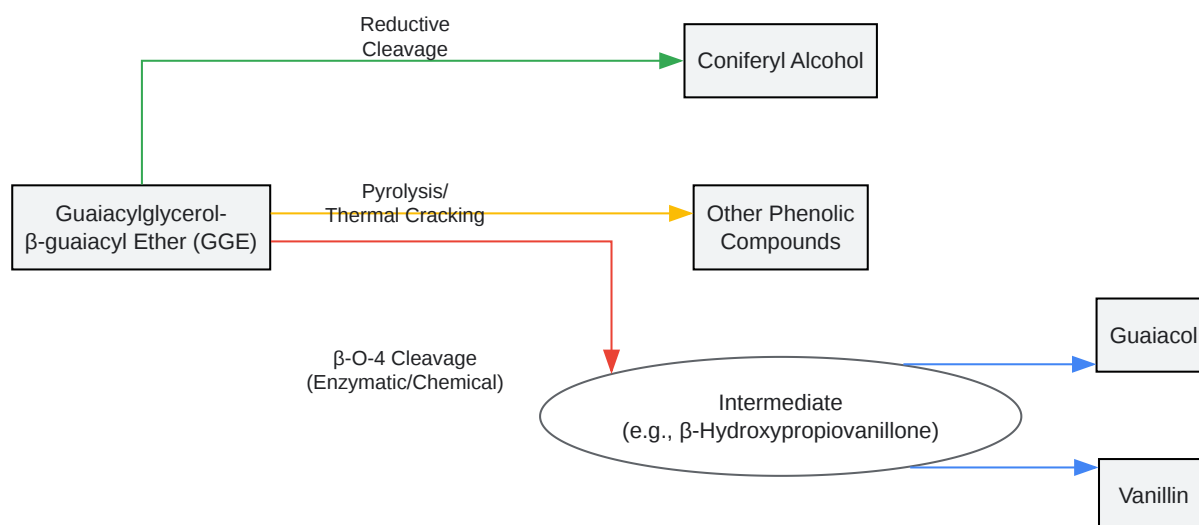 Reductive
Cleavage
Coniferyl Alcohol
Guaiacylglycerol-
β-guaiacyl Ether (GGE)
Pyrolysis/
Thermal Cracking
Other Phenolic
Compounds
β-O-4 Cleavage
(Enzymatic/Chemical)
Intermediate
(e.g., β-Hydroxypropiovanillone)
Guaiacol
Vanillin